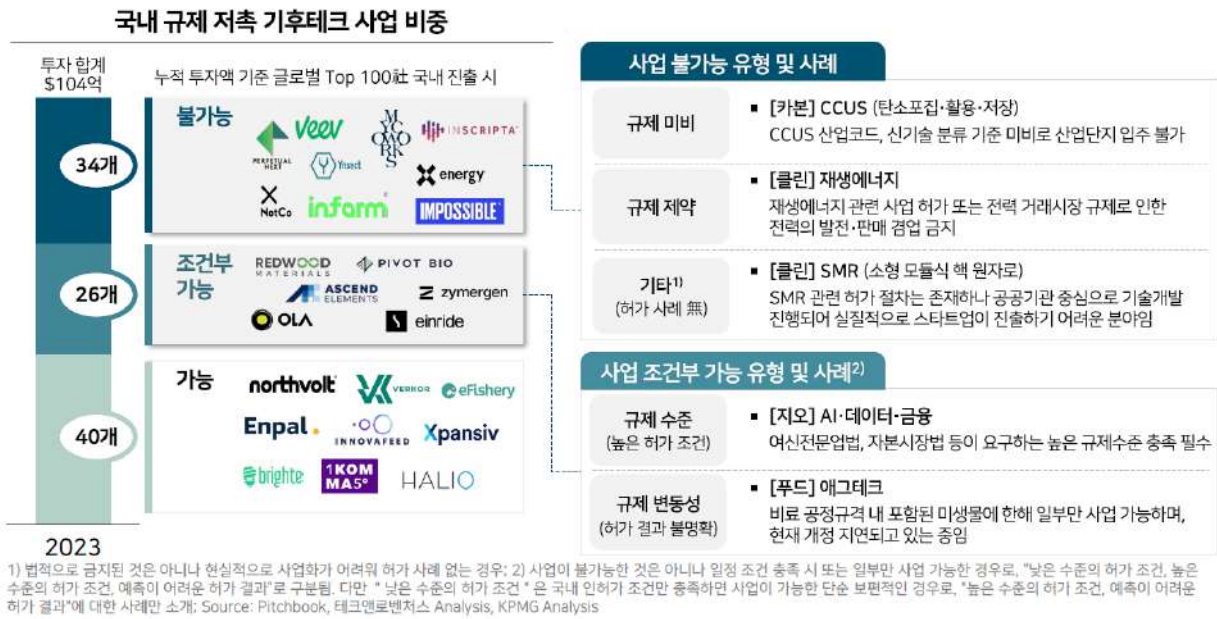 국내 규제 저촉 기후테크 사업 비중
투자 합계
$104억
누적 투자액 기준 글로벌 Top 100社 국내 진출 시
34개
불가능
PERPETUAL
NEXT
veev
MYCOWORKS
INSCRIPTA
Ynsect
energy
NotCo
infarm
IMPOSSIBLE
26개
조건부
가능
REDWOOD
MATERIALS
PIVOT BIO
ASCEND
ELEMENTS
zymergen
OLA
einride
40개
가능
northvolt
VERKOR
eFishery
Enpal.
INNOVAFEED
Xpansiv
brighte
1KOM
MA5°
HALIO
2023
사업 불가능 유형 및 사례
규제 미비
▪ [카본] CCUS (탄소포집·활용·저장)
CCUS 산업코드, 신기술 분류 기준 미비로 산업단지 입주 불가
규제 제약
▪ [클린] 재생에너지
재생에너지 관련 사업 허가 또는 전력 거래시장 규제로 인한
전력의 발전·판매 겸업 금지
기타1)
(허가 사례 無)
▪ [클린] SMR (소형 모듈식 핵 원자로)
SMR 관련 허가 절차는 존재하나 공공기관 중심으로 기술개발
진행되어 실질적으로 스타트업이 진출하기 어려운 분야임
사업 조건부 가능 유형 및 사례2)
규제 수준
(높은 허가 조건)
▪ [지오] AI·데이터·금융
여신전문업법, 자본시장법 등이 요구하는 높은 규제수준 충족 필수
규제 변동성
(허가 결과 불명확)
▪ [푸드] 애그테크
비료 공정규격 내 포함된 미생물에 한해 일부만 사업 가능하며,
현재 개정 지연되고 있는 중임
1) 법적으로 금지된 것은 아니나 현실적으로 사업화가 어려워 허가 사례 없는 경우; 2) 사업이 불가능한 것은 아니나 일정 조건 충족 시 또는 일부만 사업 가능한 경우로, "낮은 수준의 허가 조건, 높은
수준의 허가 조건, 예측이 어려운 허가 결과"로 구분됨. 다만 " 낮은 수준의 허가 조건 " 은 국내 인허가 조건만 충족하면 사업이 가능한 단순 보편적인 경우로, "높은 수준의 허가 조건, 예측이 어려운
허가 결과"에 대한 사례만 소개; Source: Pitchbook, 테크앤로벤처스 Analysis, KPMG Analysis